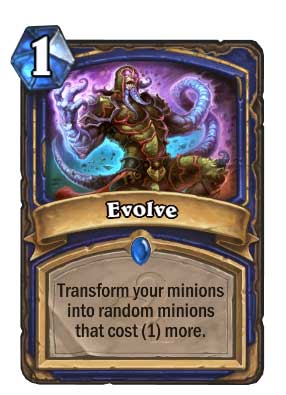 1
Evolve
Transform your minions
into random minions
that cost (1) more.